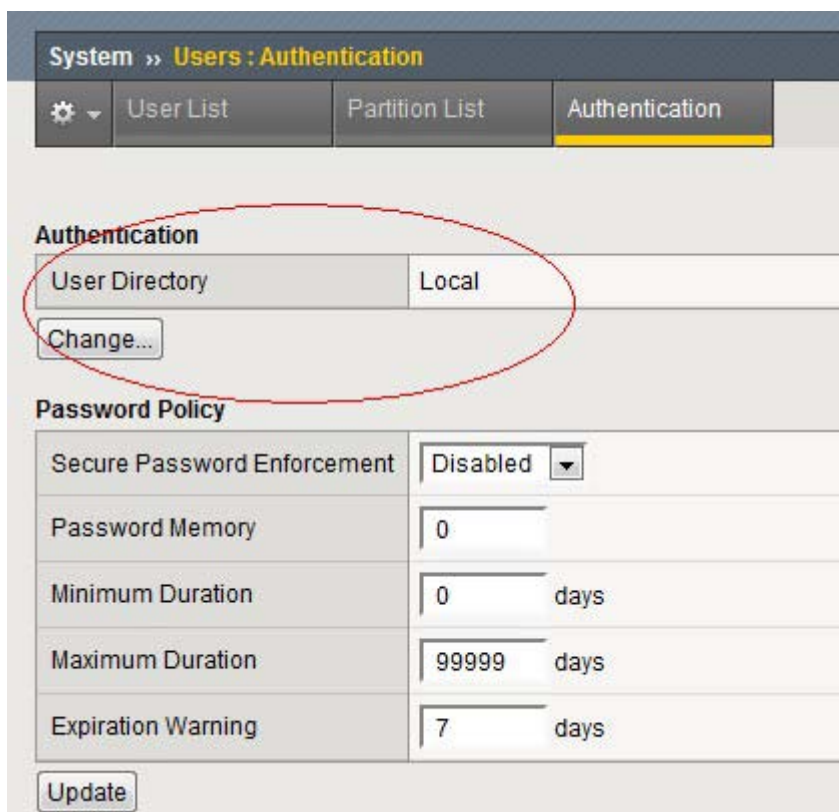 System » Users : Authentication
User List Partition List Authentication
Authentication
User Directory Local
Change...
Password Policy
Secure Password Enforcement Disabled
Password Memory 0
Minimum Duration 0 days
Maximum Duration 99999 days
Expiration Warning 7 days
Update